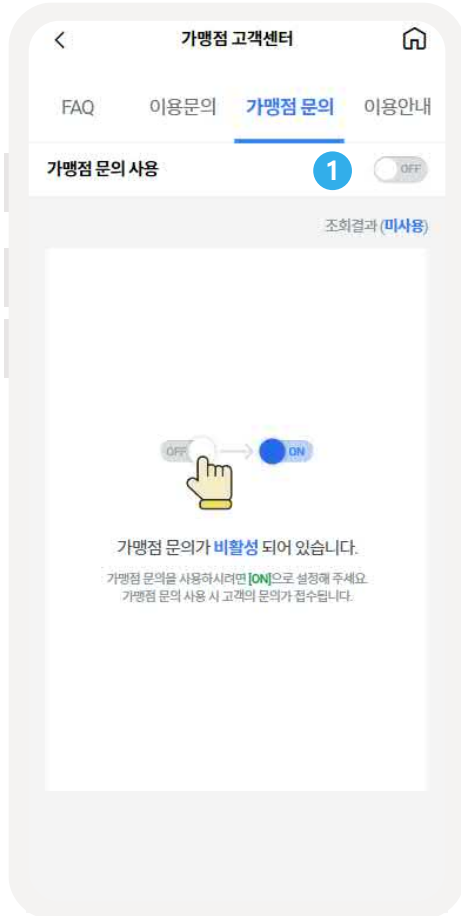 가맹점 고객센터
FAQ 이용문의 가맹점 문의 이용안내
가맹점 문의 사용 1 OFF
조회결과 (미사용)
OFF ON
가맹점 문의가 비활성 되어 있습니다.
가맹점 문의을 사용하시려면 [ON]으로 설정해 주세요.
가맹점 문의 사용 시 고객의 문의가 접수됩니다.